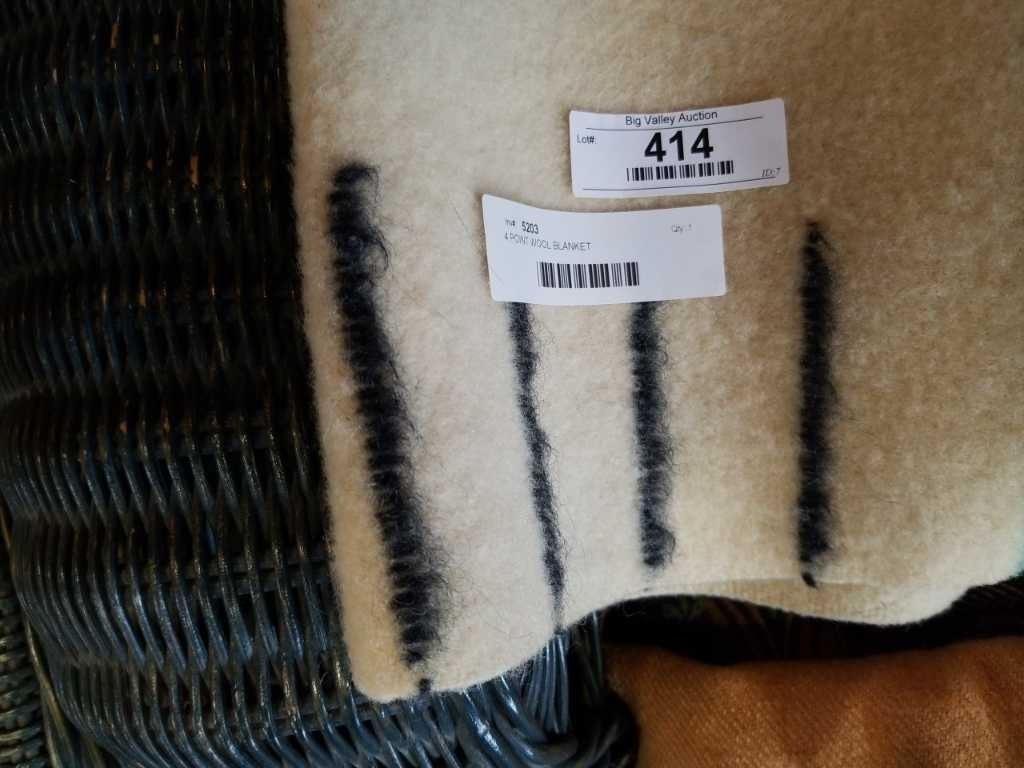 Big Valley Auction
Lot#: 414
ID:7
Inv#: 5203 Qty: 1
4 POINT WOOL BLANKET